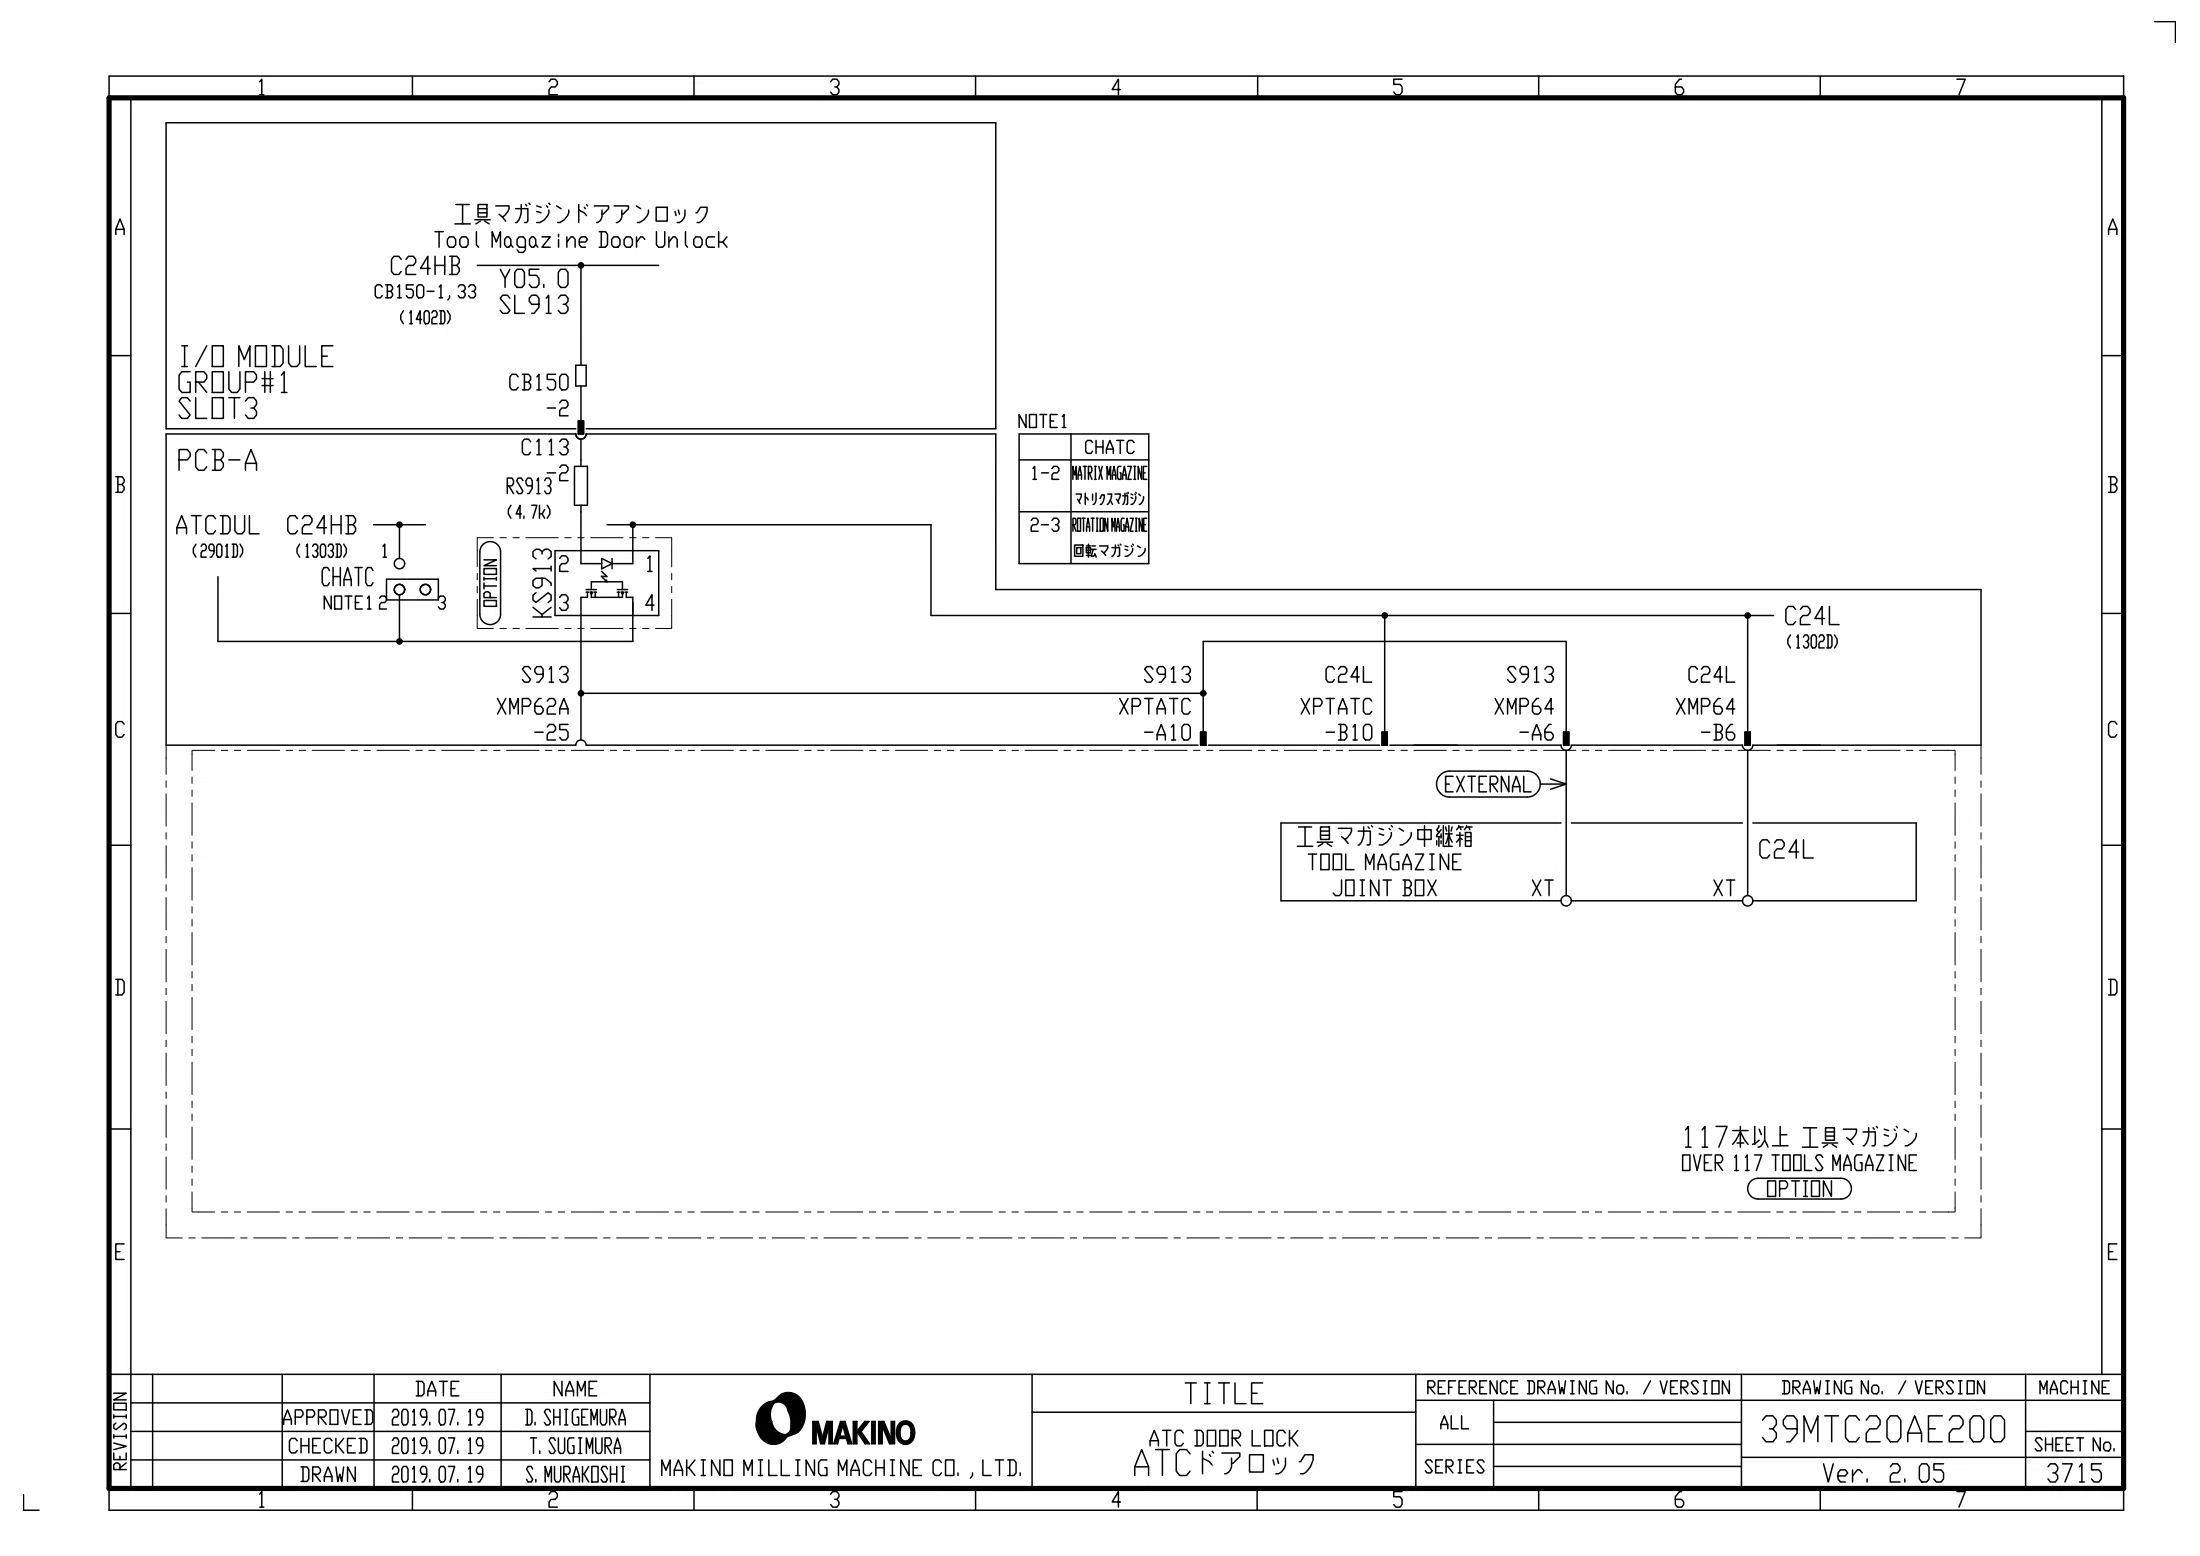 1 2 3 4 5 6 7
A A
B B
C C
D D
E E
工具マガジンドアアンロック
Tool Magazine Door Unlock
C24HB
CB150-1,33
(1402D)
Y05.0
SL913
I/O MODULE
GROUP#1
SLOT3
CB150
-2
PCB-A
C113
-2
RS913
(4.7k)
ATCDUL
(2901D)
C24HB
(1303D)
1
CHATC
NOTE1 2
3
OPTION
KS913
2 1
3 4
NOTE1
CHATC
1-2 MATRIX MAGAZINE
マトリクスマガジン
2-3 ROTATION MAGAZINE
回転マガジン
C24L
(1302D)
S913
XMP62A
-25
S913
XPTATC
-A10
C24L
XPTATC
-B10
S913
XMP64
-A6
C24L
XMP64
-B6
EXTERNAL
工具マガジン中継箱
TOOL MAGAZINE
JOINT BOX
XT
XT
C24L
117本以上 工具マガジン
OVER 117 TOOLS MAGAZINE
OPTION
REVISION
DATE NAME
APPROVED 2019.07.19 D. SHIGEMURA
CHECKED 2019.07.19 T. SUGIMURA
DRAWN 2019.07.19 S. MURAKOSHI
MAKINO
MAKINO MILLING MACHINE CO.,LTD.
TITLE
ATC DOOR LOCK
ATCドアロック
REFERENCE DRAWING No. / VERSION
ALL
SERIES
DRAWING No. / VERSION
39MTC20AE200
Ver. 2.05
MACHINE
SHEET No.
3715
1 2 3 4 5 6 7